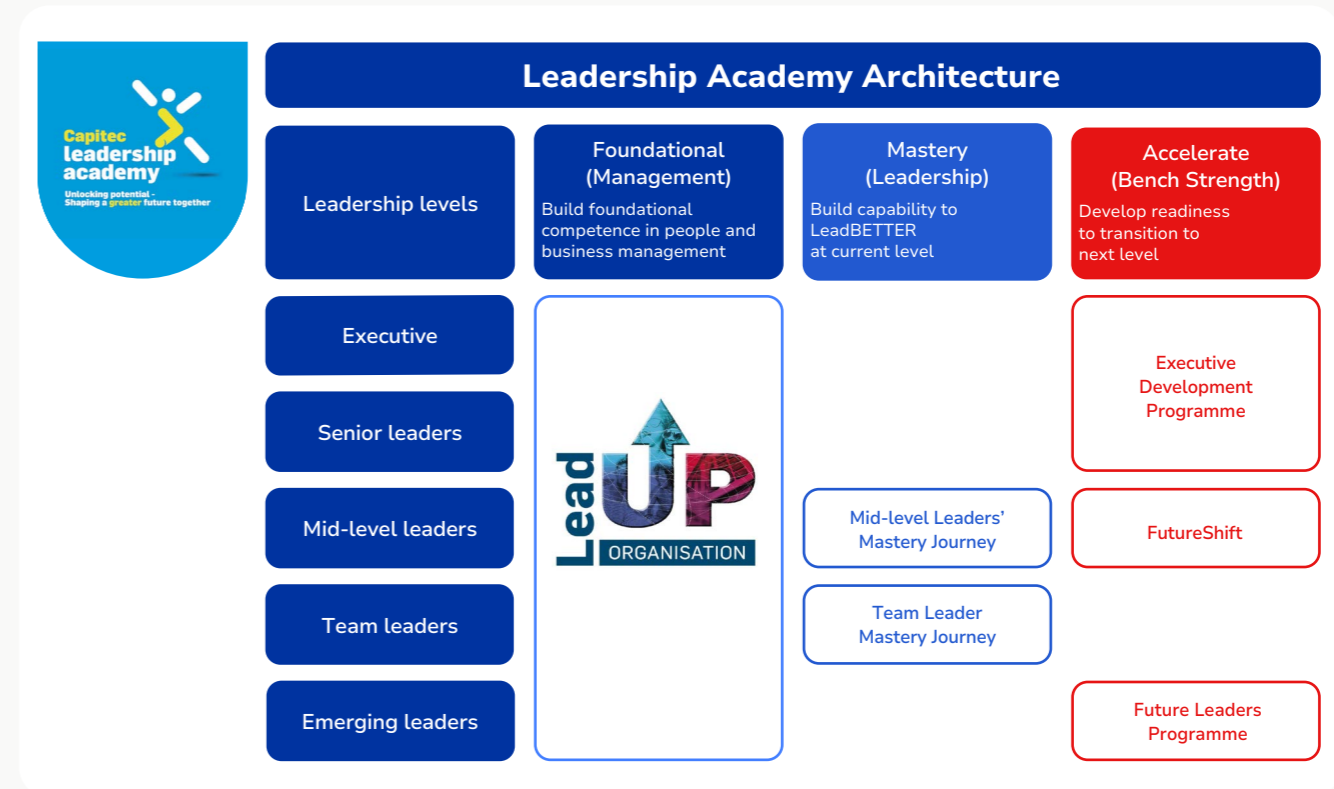 Capitec
leadership
academy
Unlocking potential -
Shaping a greater future together
Leadership Academy Architecture
Leadership levels
Foundational
(Management)
Build foundational
competence in people and
business management
Mastery
(Leadership)
Build capability to
LeadBETTER
at current level
Accelerate
(Bench Strength)
Develop readiness
to transition to
next level
Executive
Senior leaders
Mid-level leaders
Team leaders
Emerging leaders
Lead
UP
ORGANISATION
Mid-level Leaders’
Mastery Journey
Team Leader
Mastery Journey
Executive
Development
Programme
FutureShift
Future Leaders
Programme